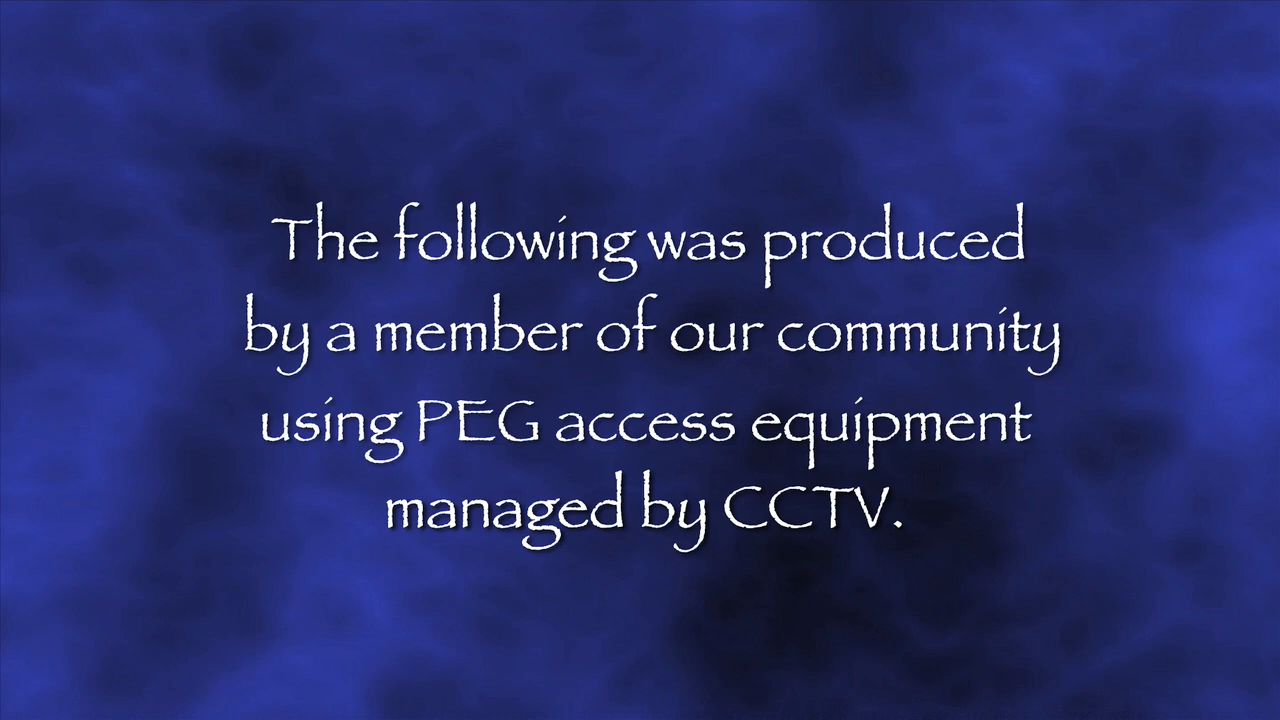 The following was produced
by a member of our community
using PEG access equipment
managed by CCTV.